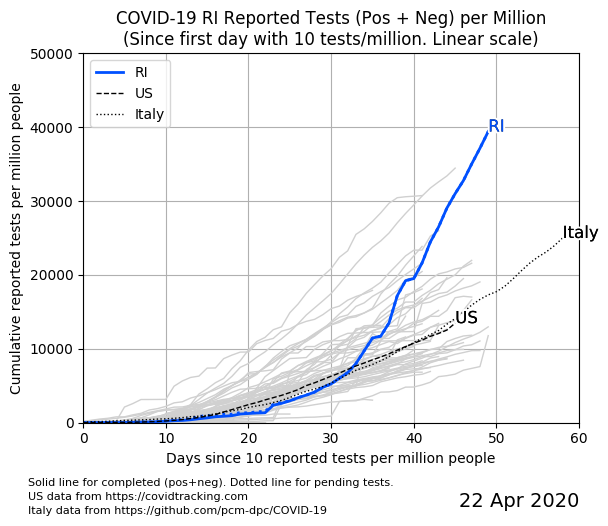 COVID-19 RI Reported Tests (Pos + Neg) per Million
(Since first day with 10 tests/million. Linear scale)
Cumulative reported tests per million people
50000
40000
30000
20000
10000
0
RI
US
Italy
RI
Italy
US
0 10 20 30 40 50 60
Days since 10 reported tests per million people
Solid line for completed (pos+neg). Dotted line for pending tests.
US data from https://covidtracking.com
Italy data from https://github.com/pcm-dpc/COVID-19
22 Apr 2020